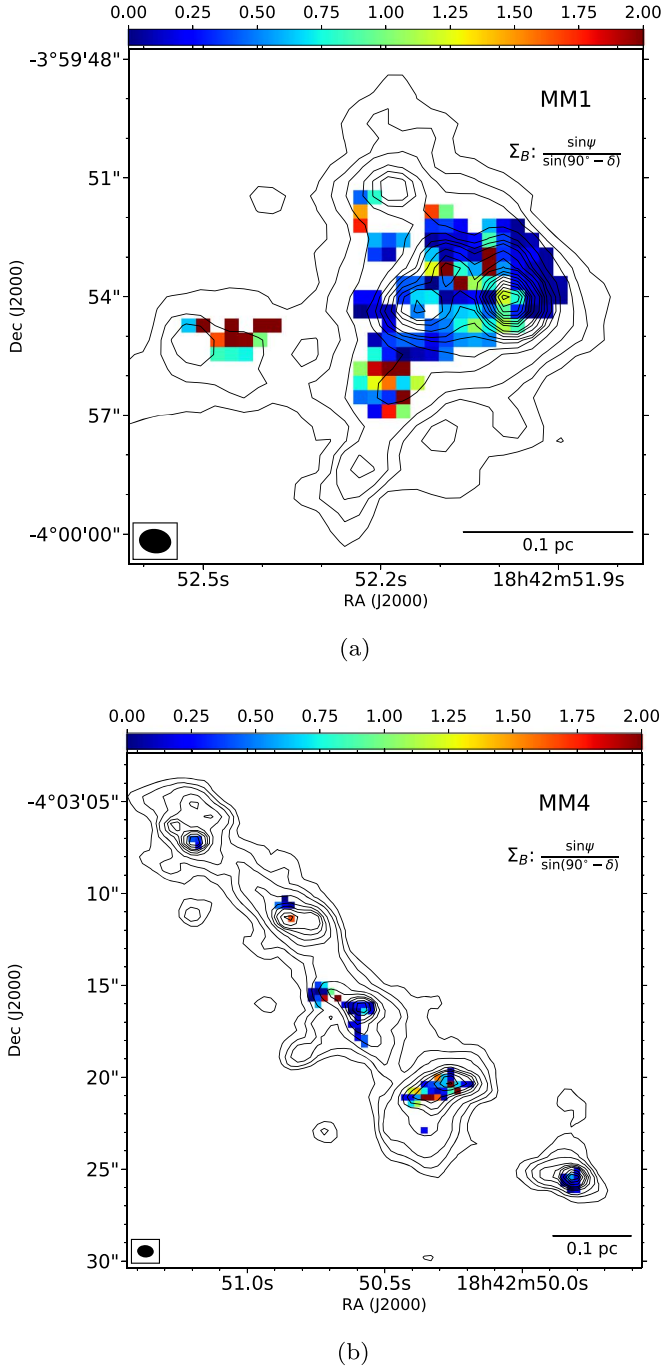 0.00 0.25 0.50 0.75 1.00 1.25 1.50 1.75 2.00
MM1
Σ_B: sinψ / sin(90° − δ)
-3°59'48"
51"
54"
57"
-4°00'00"
Dec (J2000)
0.1 pc
52.5s 52.2s 18h42m51.9s
RA (J2000)
(a)
0.00 0.25 0.50 0.75 1.00 1.25 1.50 1.75 2.00
MM4
Σ_B: sinψ / sin(90° − δ)
-4°03'05"
10"
15"
20"
25"
30"
Dec (J2000)
0.1 pc
51.0s 50.5s 18h42m50.0s
RA (J2000)
(b)